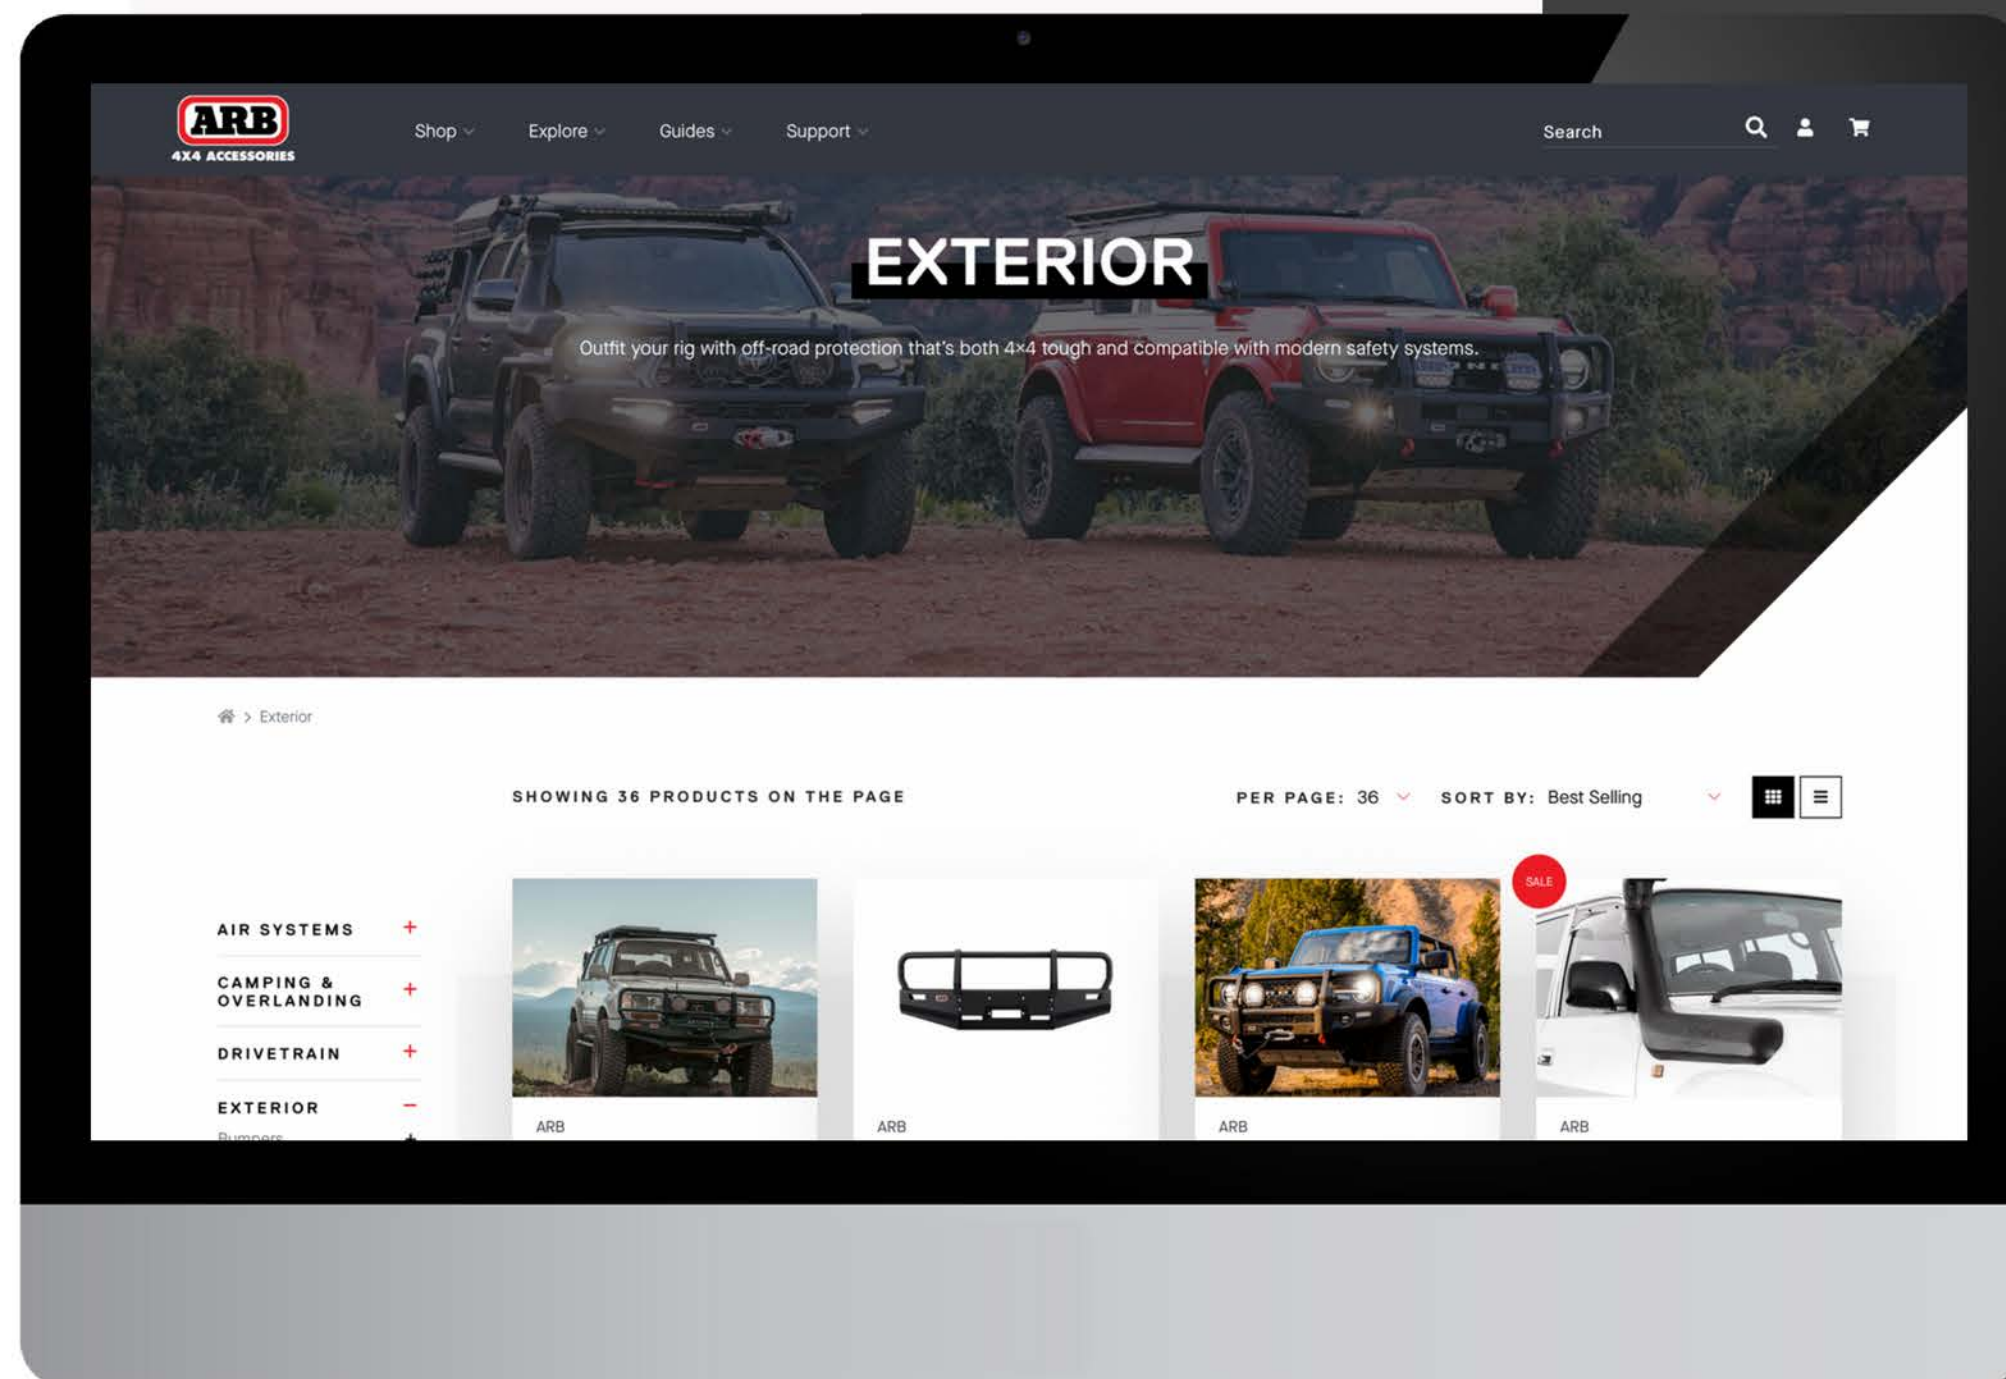 ARB
4X4 ACCESSORIES
Shop
Explore
Guides
Support
Search
EXTERIOR
Outfit your rig with off-road protection that's both 4×4 tough and compatible with modern safety systems.
Exterior
SHOWING 36 PRODUCTS ON THE PAGE
PER PAGE: 36
SORT BY: Best Selling
SALE
AIR SYSTEMS
CAMPING &
OVERLANDING
DRIVETRAIN
EXTERIOR
Bumpers
ARB
ARB
ARB
ARB